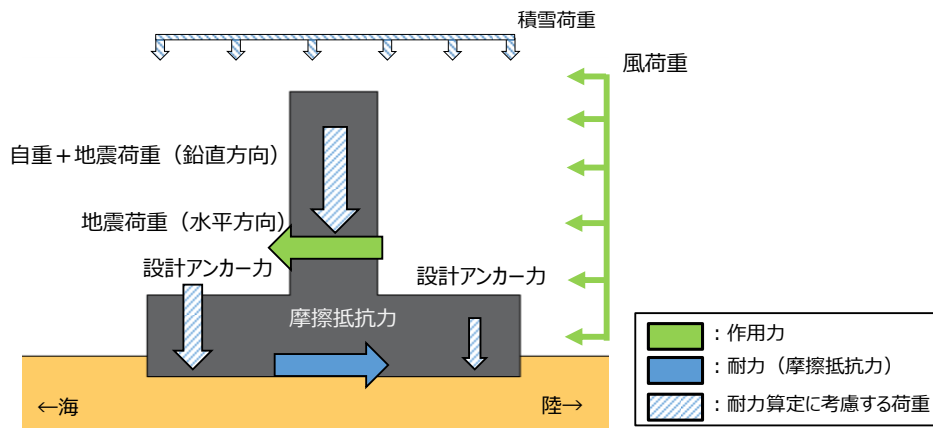 積雪荷重
風荷重
自重＋地震荷重（鉛直方向）
地震荷重（水平方向）
設計アンカー力
設計アンカー力
摩擦抵抗力
←海
陸→
：作用力
：耐力（摩擦抵抗力）
：耐力算定に考慮する荷重